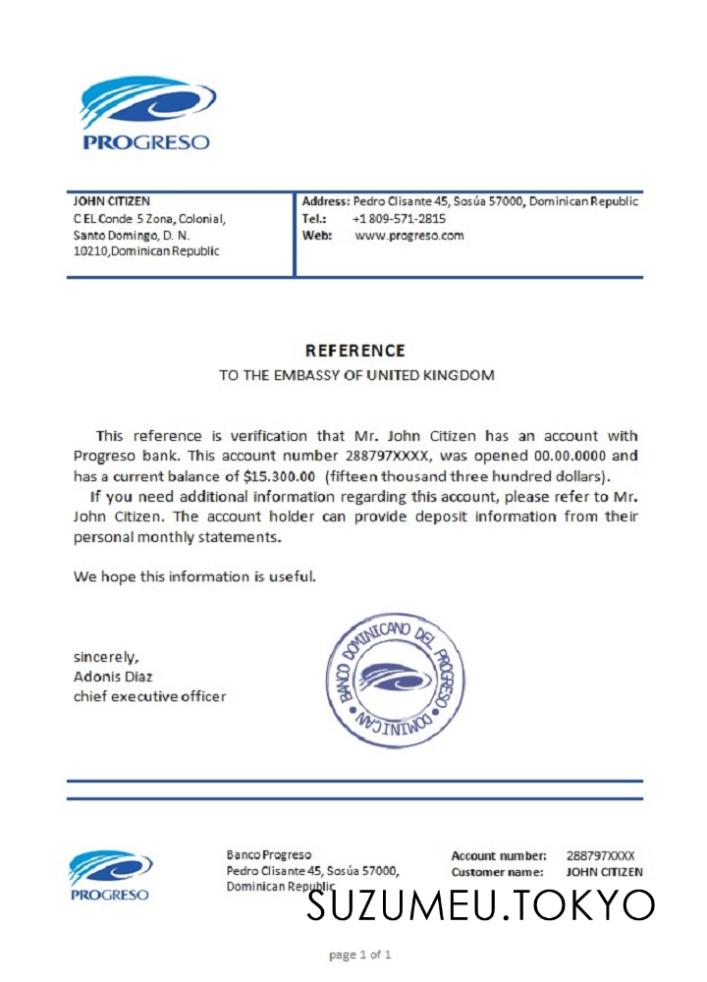 PROGRESO
JOHN CITIZEN
C EL Conde 5 Zona, Colonial,
Santo Domingo, D. N.
10210,Dominican Republic
Address: Pedro Clisante 45, Sosúa 57000, Dominican Republic
Tel.: +1 809-571-2815
Web: www.progreso.com
REFERENCE
TO THE EMBASSY OF UNITED KINGDOM
This reference is verification that Mr. John Citizen has an account with
Progreso bank. This account number 288797XXXX, was opened 00.00.0000 and
has a current balance of $15.300.00 (fifteen thousand three hundred dollars).
If you need additional information regarding this account, please refer to Mr.
John Citizen. The account holder can provide deposit information from their
personal monthly statements.
We hope this information is useful.
sincerely,
Adonis Diaz
chief executive officer
BANCO DOMINICANO DEL PROGRESO • DOMINICAN •
PROGRESO
Banco Progreso
Pedro Clisante 45, Sosúa 57000,
Dominican Republic
Account number: 288797XXXX
Customer name: JOHN CITIZEN
SUZUMEU.TOKYO
page 1 of 1